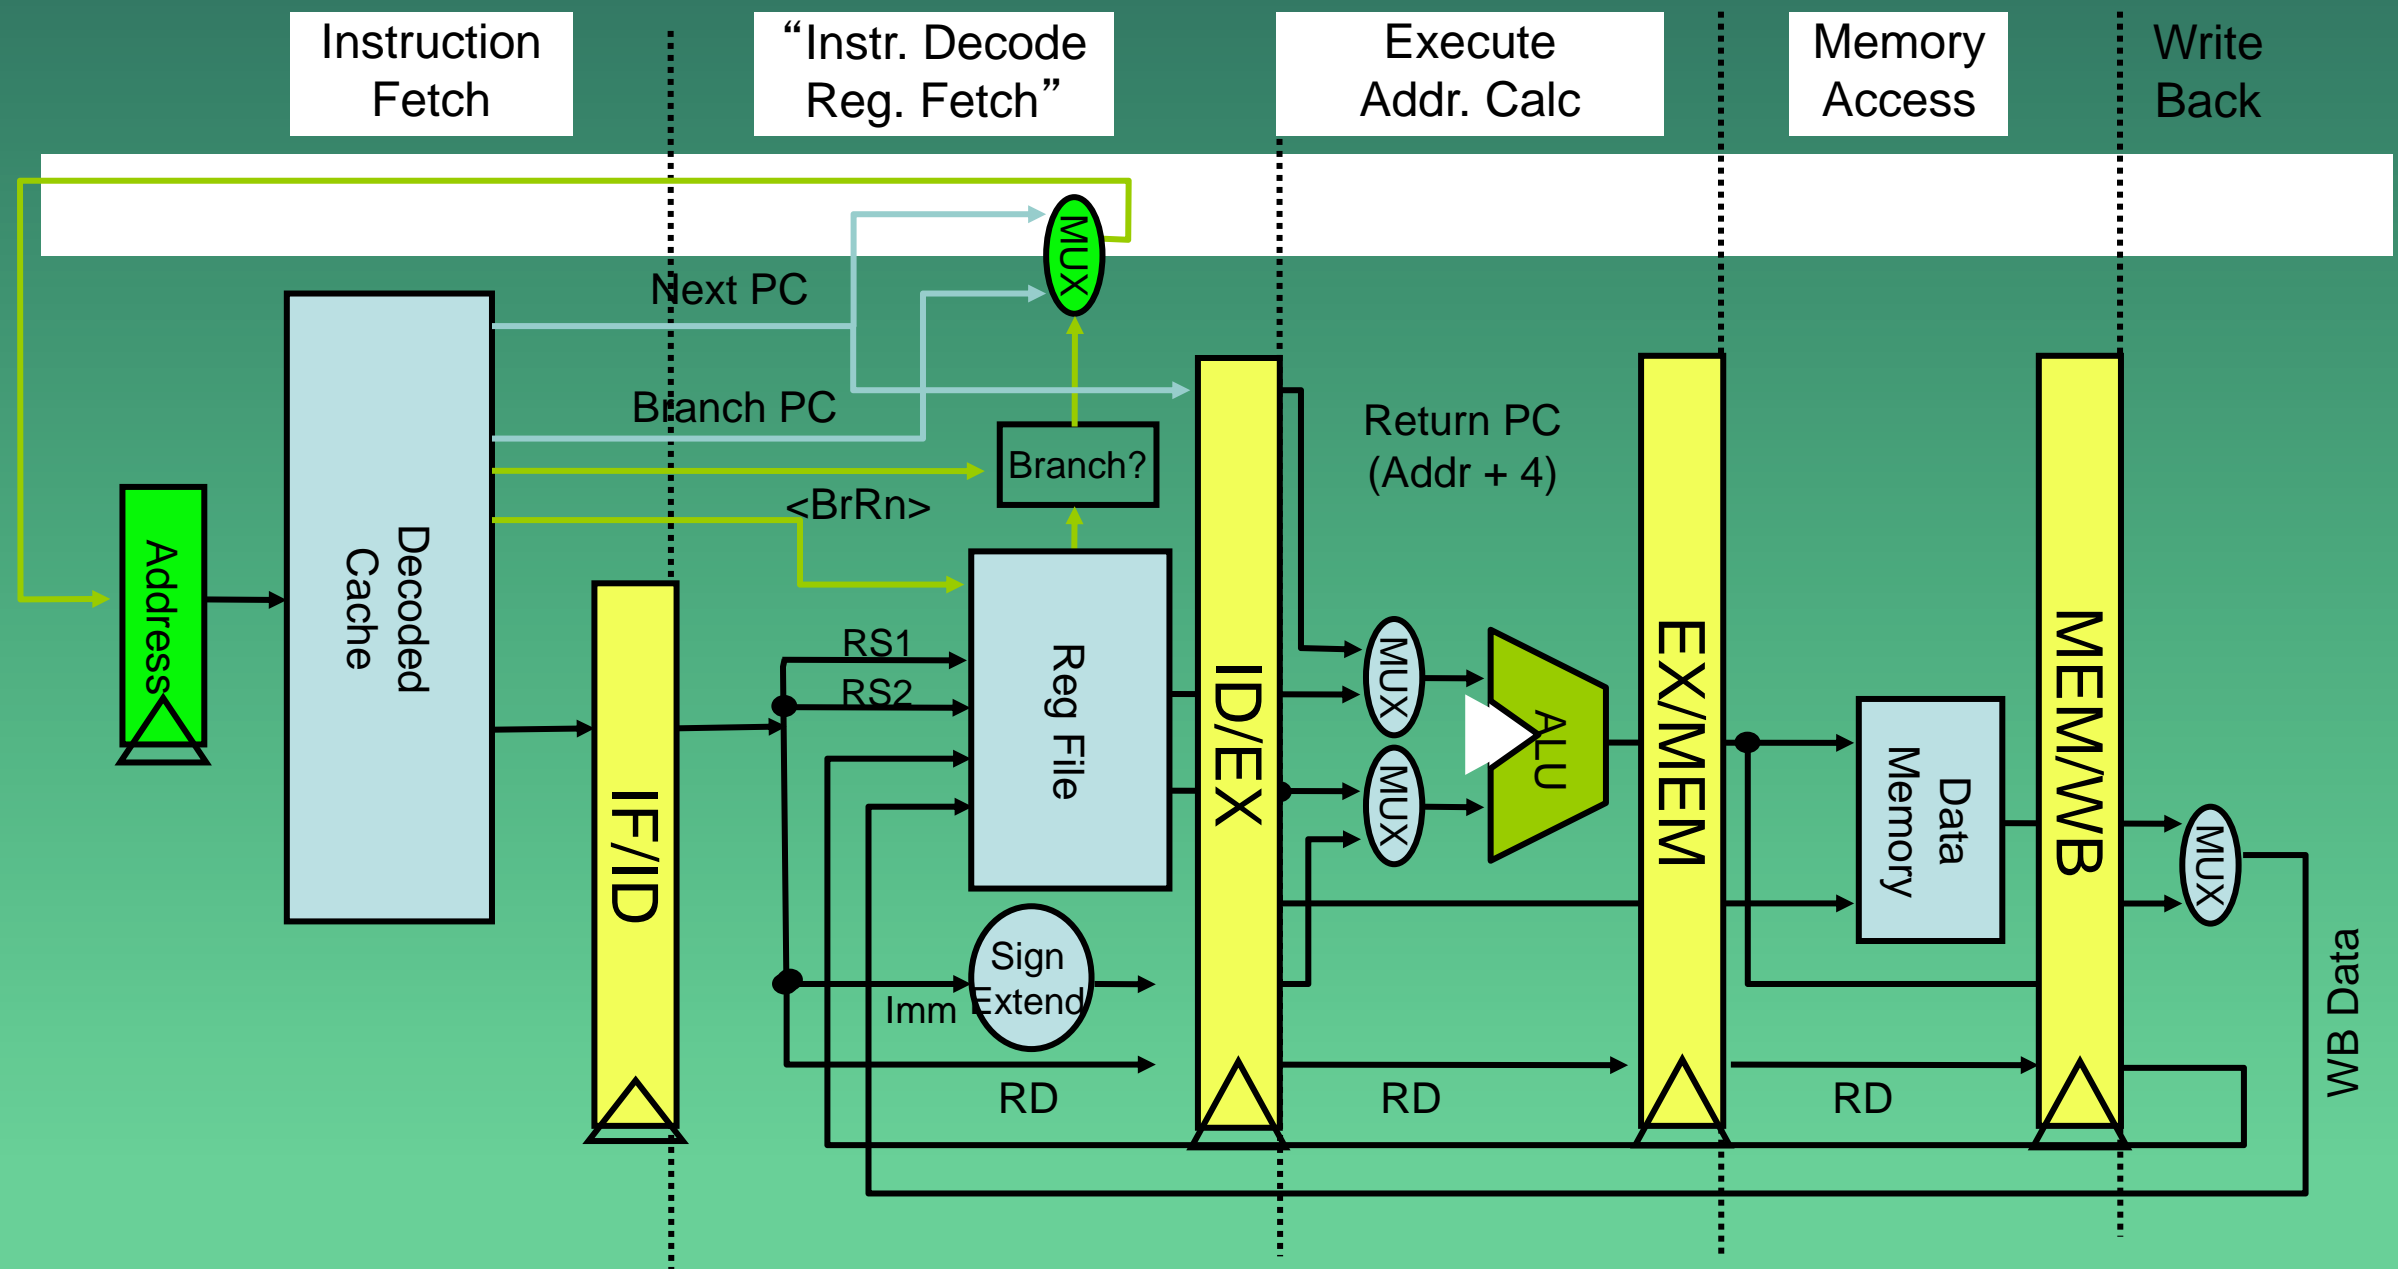 Instruction
Fetch
“Instr. Decode
Reg. Fetch”
Execute
Addr. Calc
Memory
Access
Write
Back
MUX
Next PC
Branch PC
Branch?
<BrRn>
Return PC
(Addr + 4)
Address
Decoded
Cache
IF/ID
RS1
RS2
Reg File
ID/EX
MUX
MUX
ALU
EX/MEM
Data
Memory
MEM/WB
MUX
WB Data
Sign
Extend
Imm
RD
RD
RD